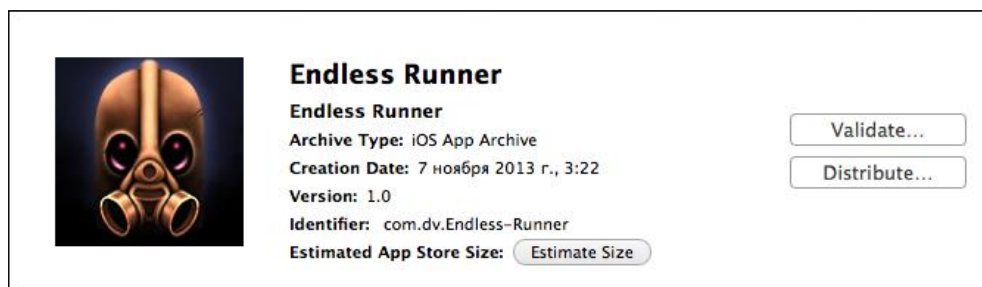 Endless Runner
Endless Runner
Archive Type: iOS App Archive
Creation Date: 7 ноября 2013 г., 3:22
Version: 1.0
Identifier: com.dv.Endless-Runner
Estimated App Store Size: Estimate Size
Validate...
Distribute...